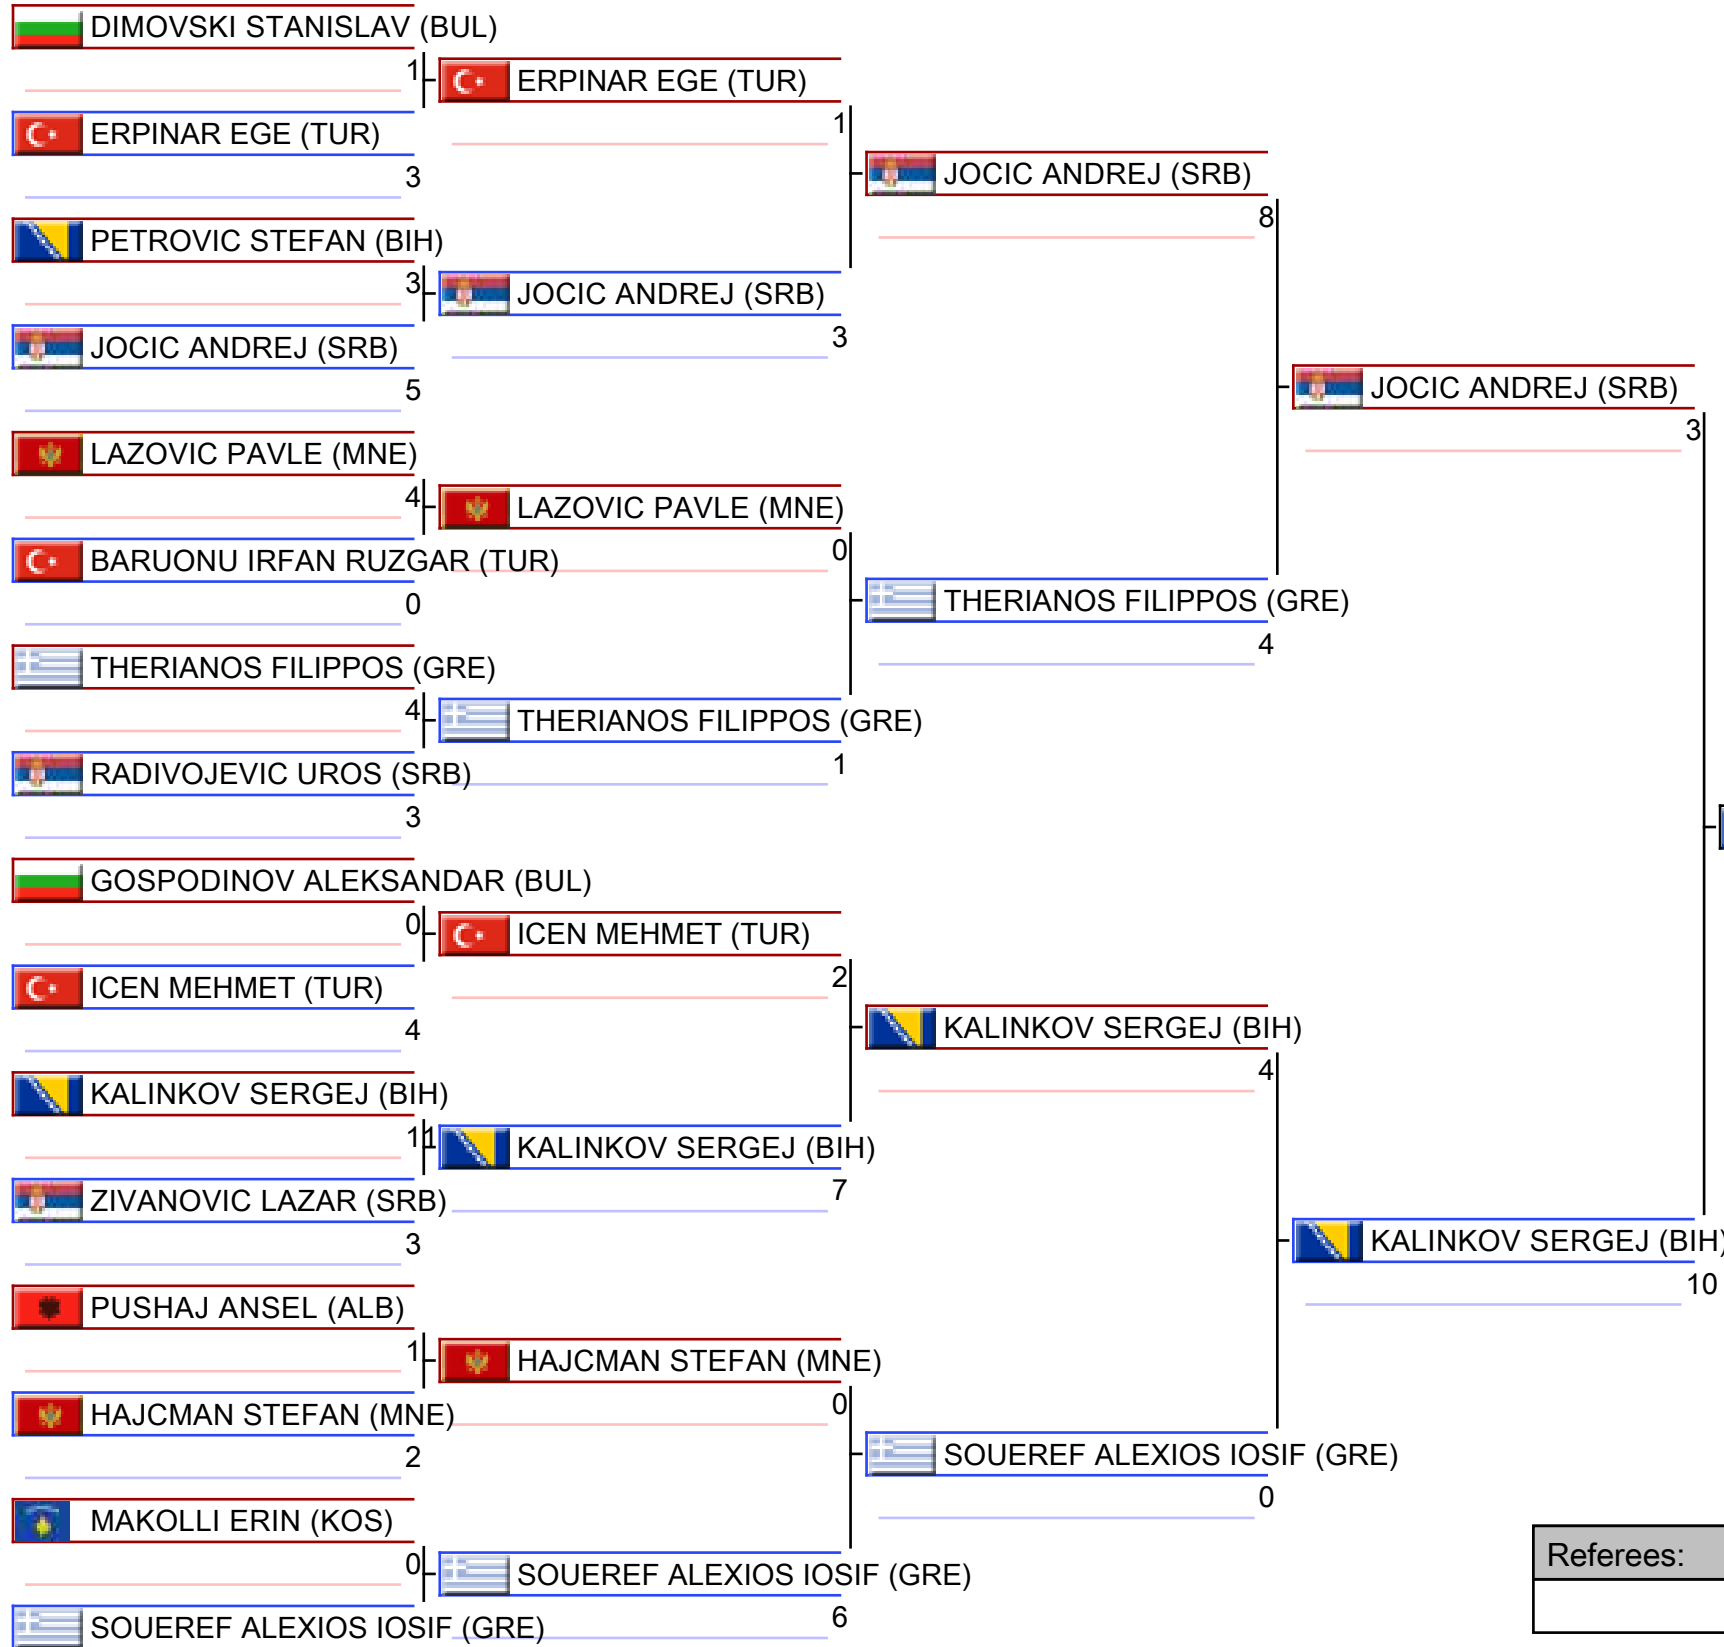 DIMOVSKI STANISLAV (BUL)
1
ERPINAR EGE (TUR)
3
PETROVIC STEFAN (BIH)
3
JOCIC ANDREJ (SRB)
5
LAZOVIC PAVLE (MNE)
4
BARUONU IRFAN RUZGAR (TUR)
0
THERIANOS FILIPPOS (GRE)
4
RADIVOJEVIC UROS (SRB)
3
GOSPODINOV ALEKSANDAR (BUL)
0
ICEN MEHMET (TUR)
4
KALINKOV SERGEJ (BIH)
11
ZIVANOVIC LAZAR (SRB)
3
PUSHAJ ANSEL (ALB)
1
HAJCMAN STEFAN (MNE)
2
MAKOLLI ERIN (KOS)
0
SOUEREF ALEXIOS IOSIF (GRE)
ERPINAR EGE (TUR)
1
JOCIC ANDREJ (SRB)
3
LAZOVIC PAVLE (MNE)
0
THERIANOS FILIPPOS (GRE)
1
ICEN MEHMET (TUR)
2
KALINKOV SERGEJ (BIH)
7
HAJCMAN STEFAN (MNE)
0
SOUEREF ALEXIOS IOSIF (GRE)
6
JOCIC ANDREJ (SRB)
8
THERIANOS FILIPPOS (GRE)
4
KALINKOV SERGEJ (BIH)
4
SOUEREF ALEXIOS IOSIF (GRE)
0
JOCIC ANDREJ (SRB)
3
KALINKOV SERGEJ (BIH)
10
Referees: